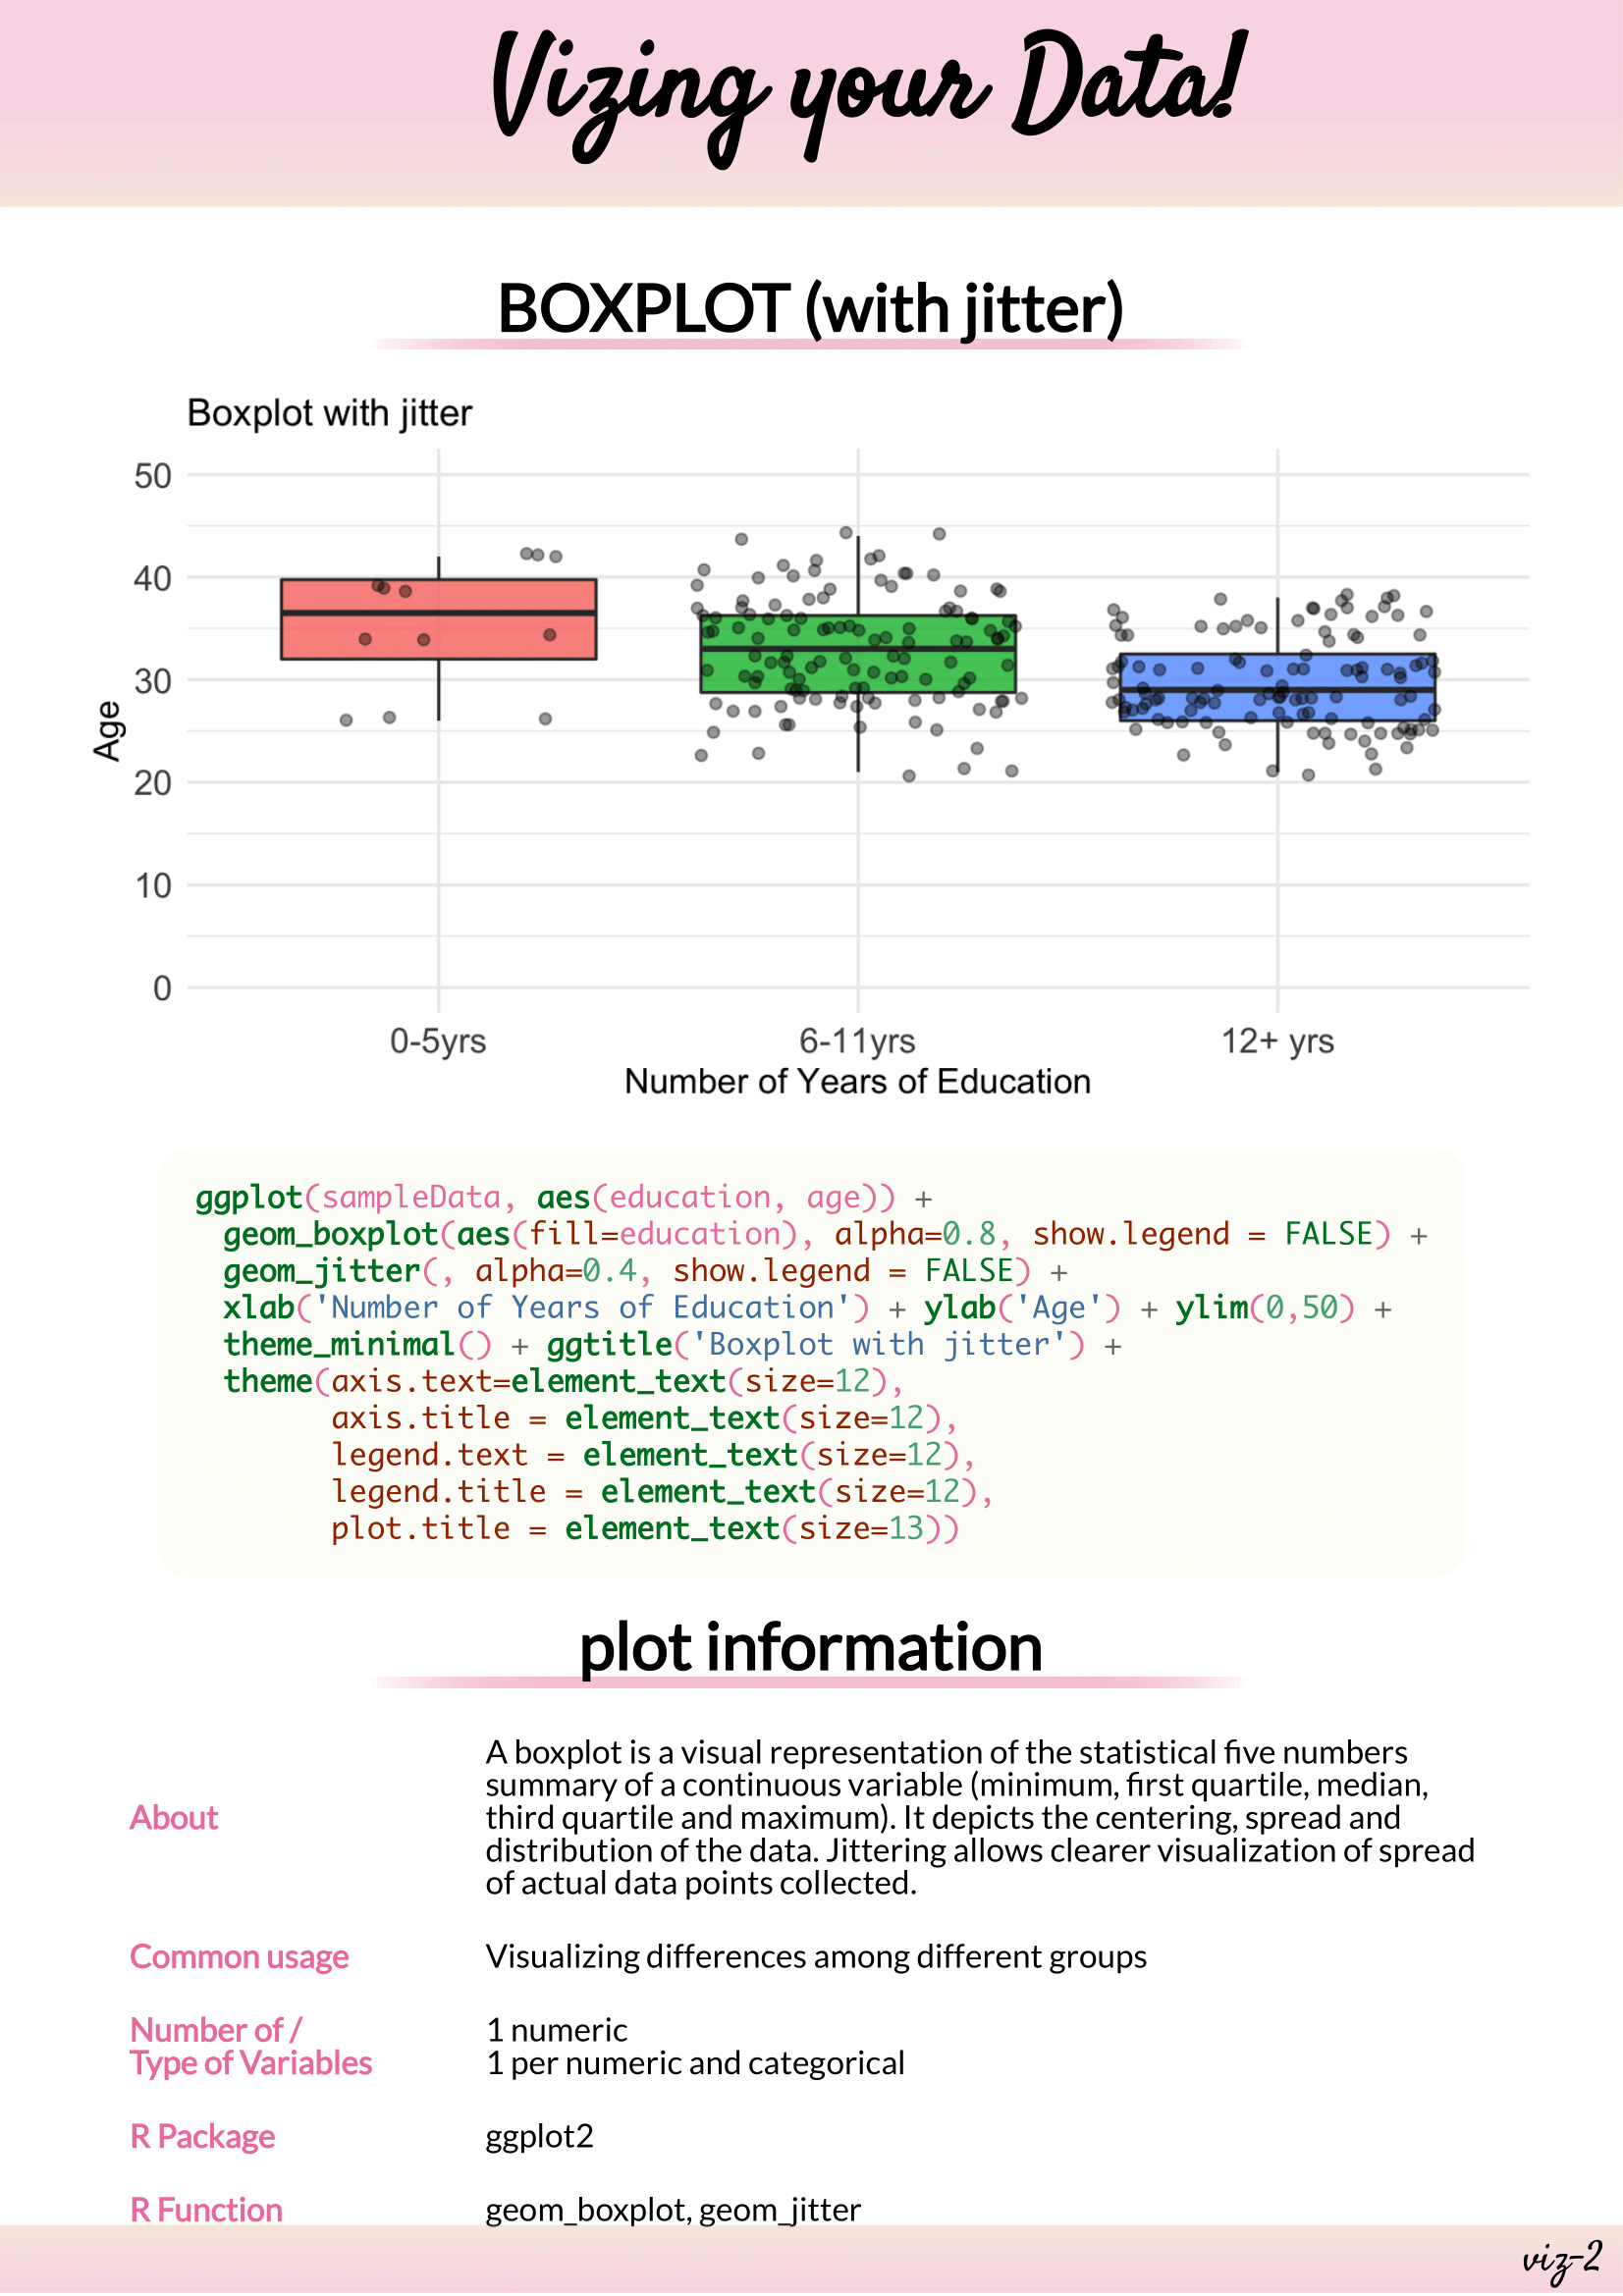 Vizing your Data!
BOXPLOT (with jitter)
Boxplot with jitter
50
40
30
20
10
0
Age
0-5yrs 6-11yrs 12+ yrs
Number of Years of Education
ggplot(sampleData, aes(education, age)) +
geom_boxplot(aes(fill=education), alpha=0.8, show.legend = FALSE) +
geom_jitter(, alpha=0.4, show.legend = FALSE) +
xlab('Number of Years of Education') + ylab('Age') + ylim(0,50) +
theme_minimal() + ggtitle('Boxplot with jitter') +
theme(axis.text=element_text(size=12),
axis.title = element_text(size=12),
legend.text = element_text(size=12),
legend.title = element_text(size=12),
plot.title = element_text(size=13))
plot information
About
A boxplot is a visual representation of the statistical five numbers
summary of a continuous variable (minimum, first quartile, median,
third quartile and maximum). It depicts the centering, spread and
distribution of the data. Jittering allows clearer visualization of spread
of actual data points collected.
Common usage
Visualizing differences among different groups
Number of /
Type of Variables
1 numeric
1 per numeric and categorical
R Package
ggplot2
R Function
geom_boxplot, geom_jitter
viz-2